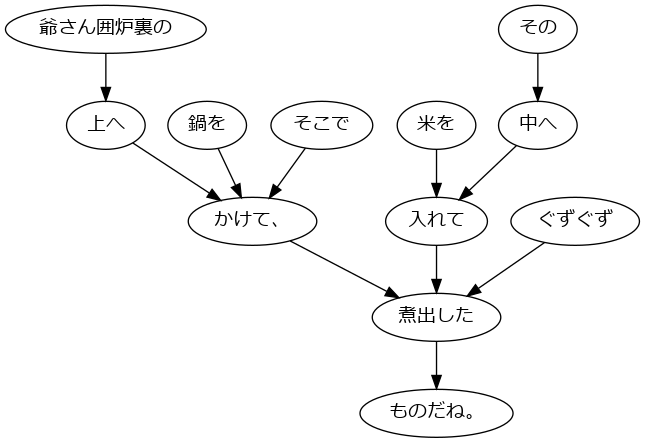 爺さん囲炉裏の
その
上へ
鍋を
そこで
米を
中へ
かけて、
入れて
ぐずぐず
煮出した
ものだね。